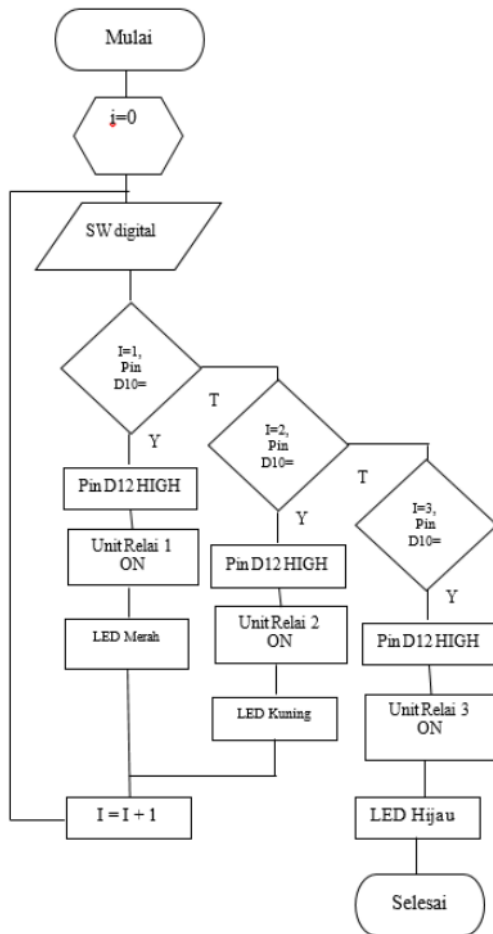 Mulai
i=0
SW digital
I=1,
Pin
D10=
T
Y
Pin D12 HIGH
Unit Relai 1
ON
LED Merah
I = I + 1
I=2,
Pin
D10=
T
Y
Pin D12 HIGH
Unit Relai 2
ON
LED Kuning
I=3,
Pin
D10=
Y
Pin D12 HIGH
Unit Relai 3
ON
LED Hijau
Selesai